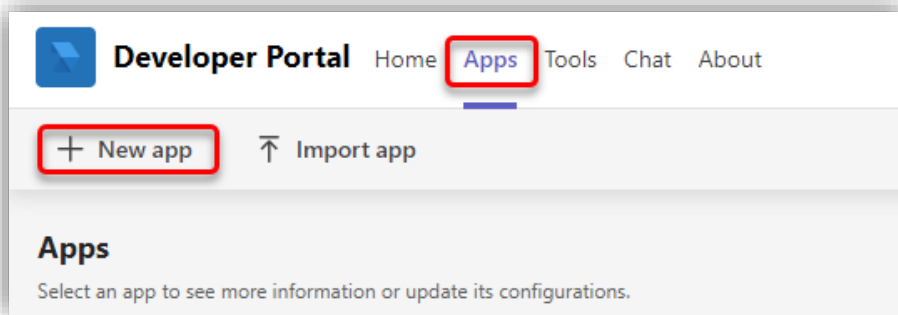 Developer Portal Home Apps Tools Chat About
New app Import app
Apps
Select an app to see more information or update its configurations.